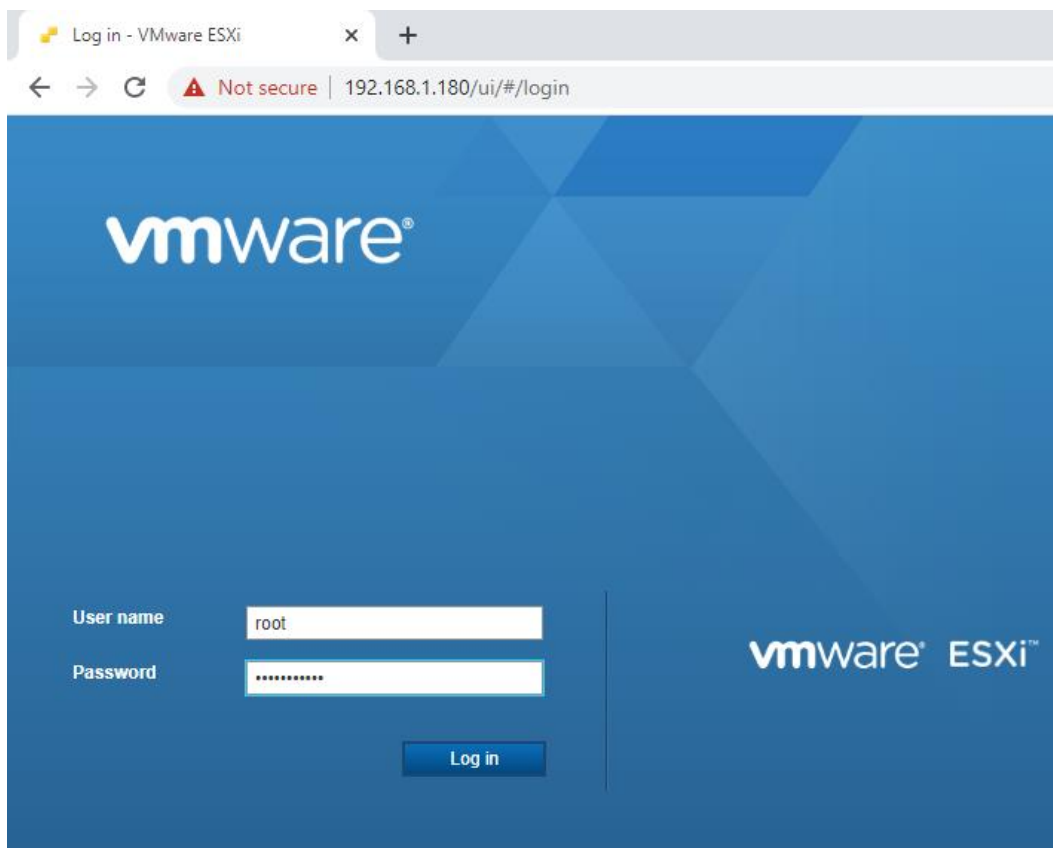 Log in - VMware ESXi
Not secure | 192.168.1.180/ui/#/login
vmware®
User name root
Password •••••••••••
vmware® ESXi™
Log in